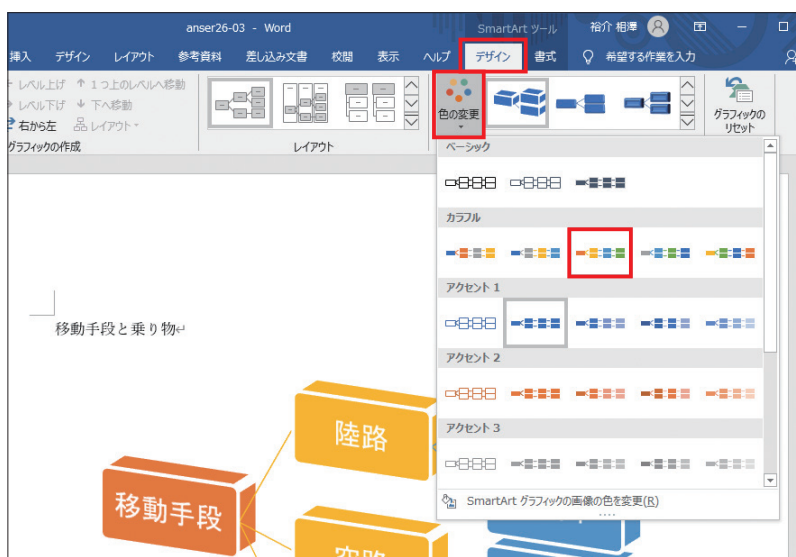 anser26-03 - Word
SmartArt ツール
裕介 相澤
挿入 デザイン レイアウト 参考資料 差し込み文書 校閲 表示 ヘルプ デザイン 書式 希望する作業を入力
レベル上げ ↑ 1つ上のレベルへ移動
レベル下げ ↓ 下へ移動
右から左 品 レイアウト
グラフィックの作成
レイアウト
色の変更
グラフィックの
リセット
ベーシック
カラフル
アクセント 1
アクセント 2
アクセント 3
SmartArt グラフィックの画像の色を変更(R)
移動手段と乗り物↵
陸路
移動手段